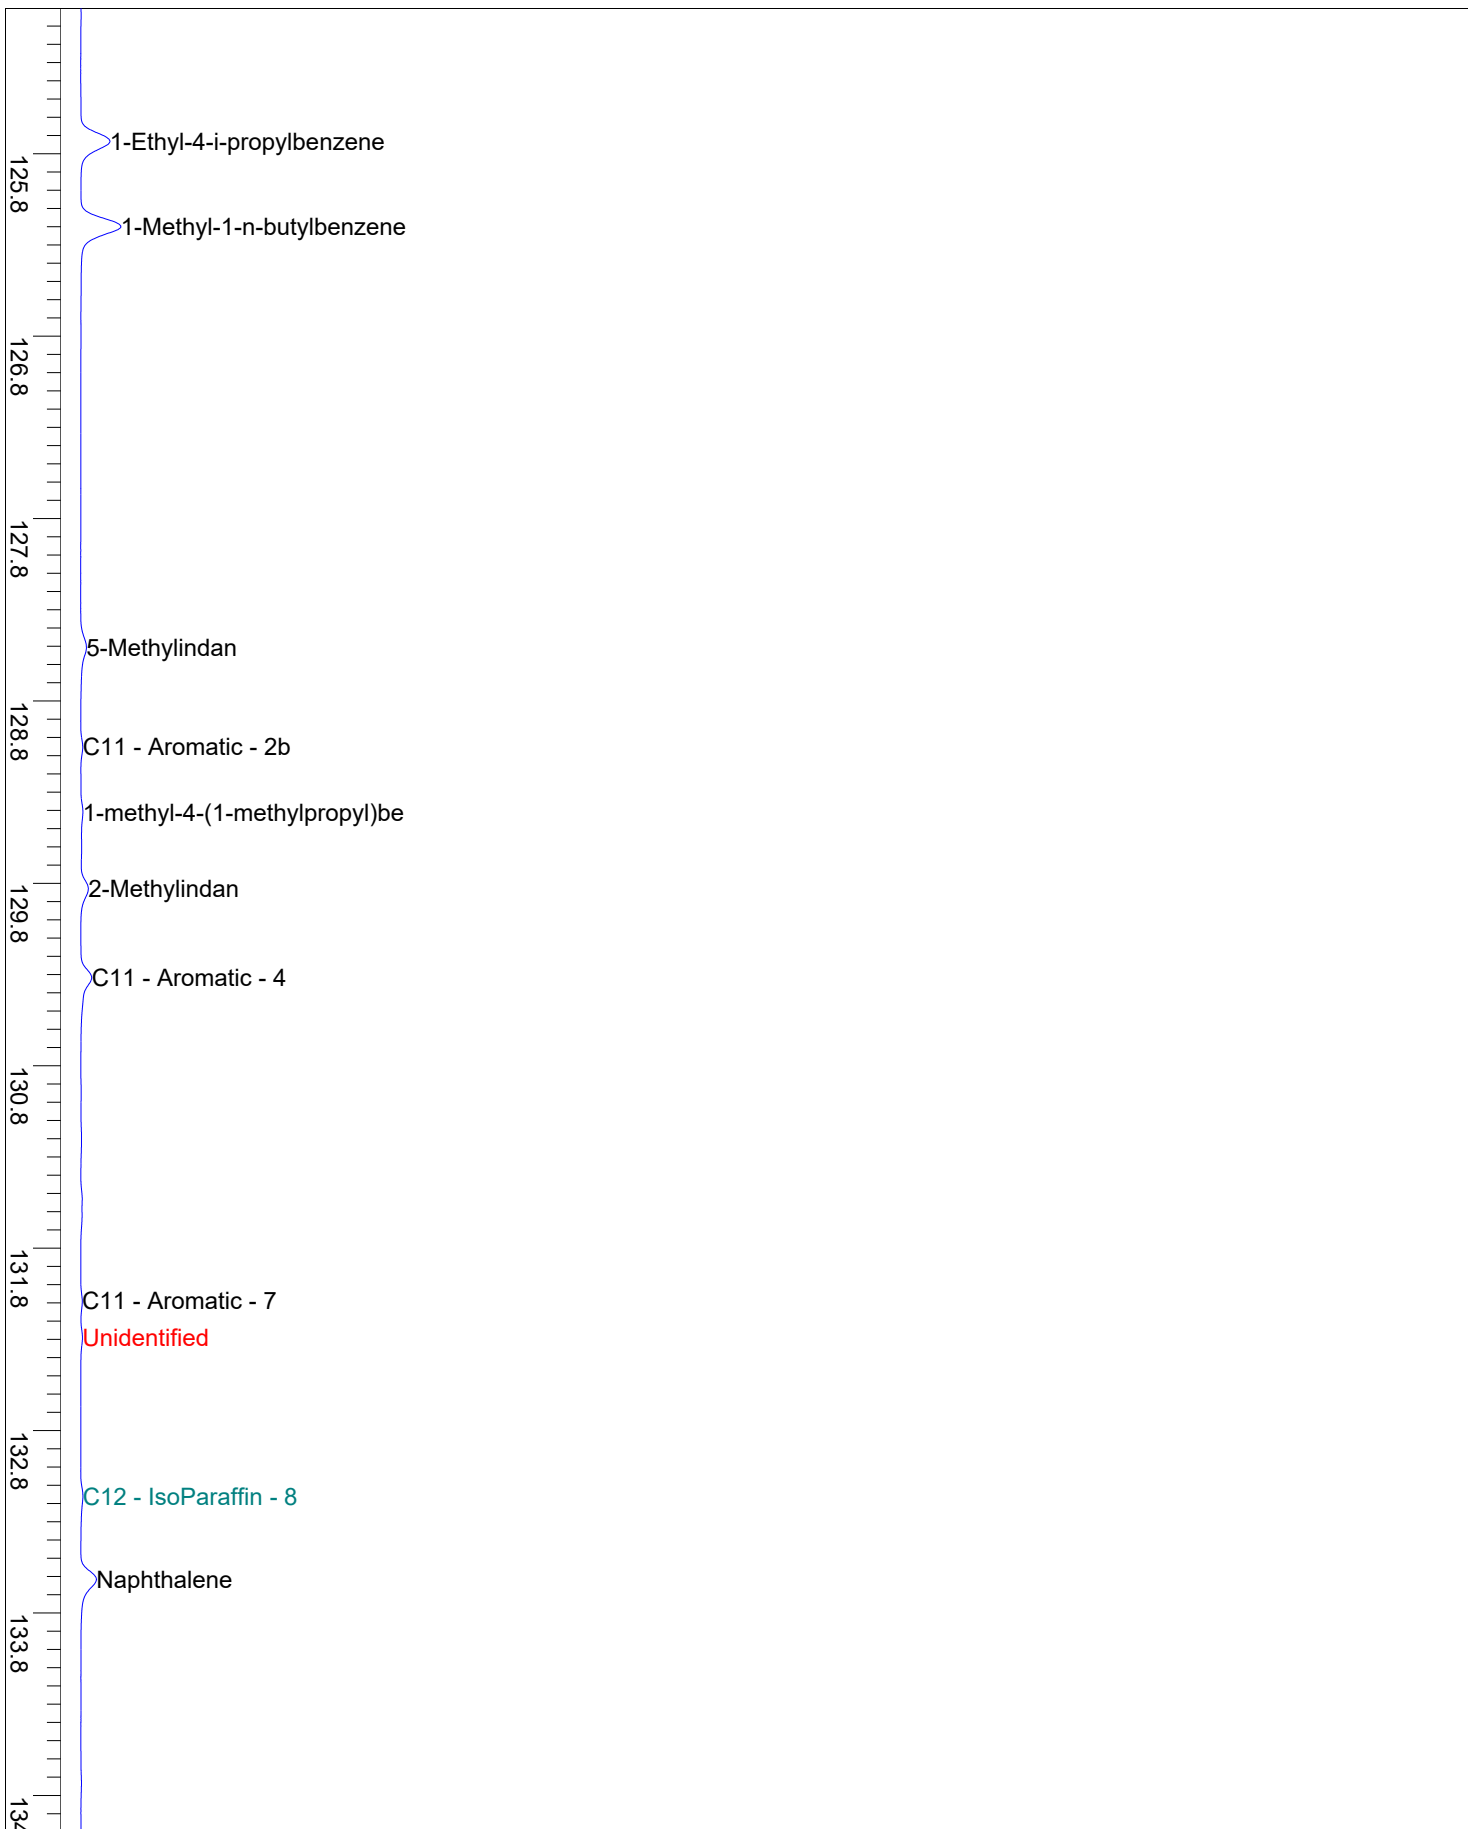 1-Ethyl-4-i-propylbenzene
125.8
1-Methyl-1-n-butylbenzene
126.8
127.8
5-Methylindan
128.8
C11 - Aromatic - 2b
1-methyl-4-(1-methylpropyl)be
2-Methylindan
129.8
C11 - Aromatic - 4
130.8
131.8
C11 - Aromatic - 7
Unidentified
132.8
C12 - IsoParaffin - 8
Naphthalene
133.8